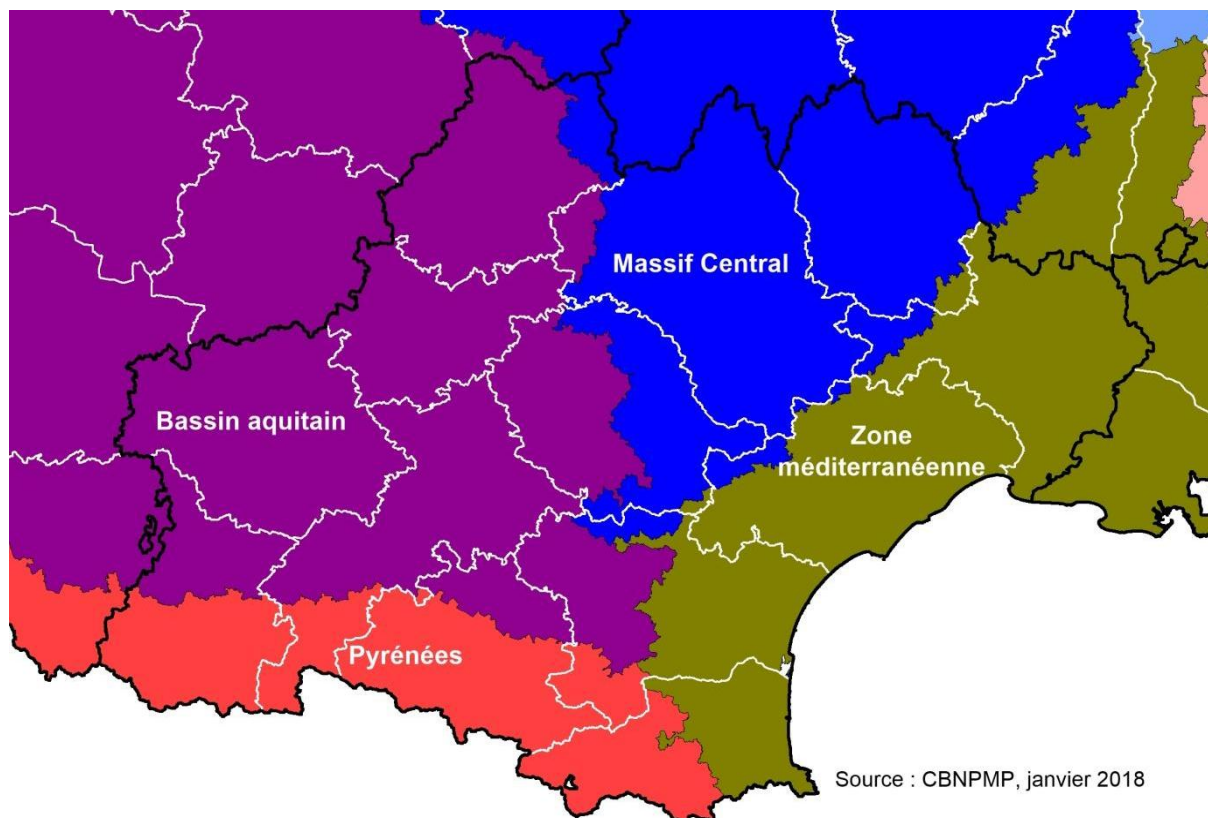 Massif Central
Bassin aquitain
Zone
méditerranéenne
Pyrénées
Source : CBNPMP, janvier 2018